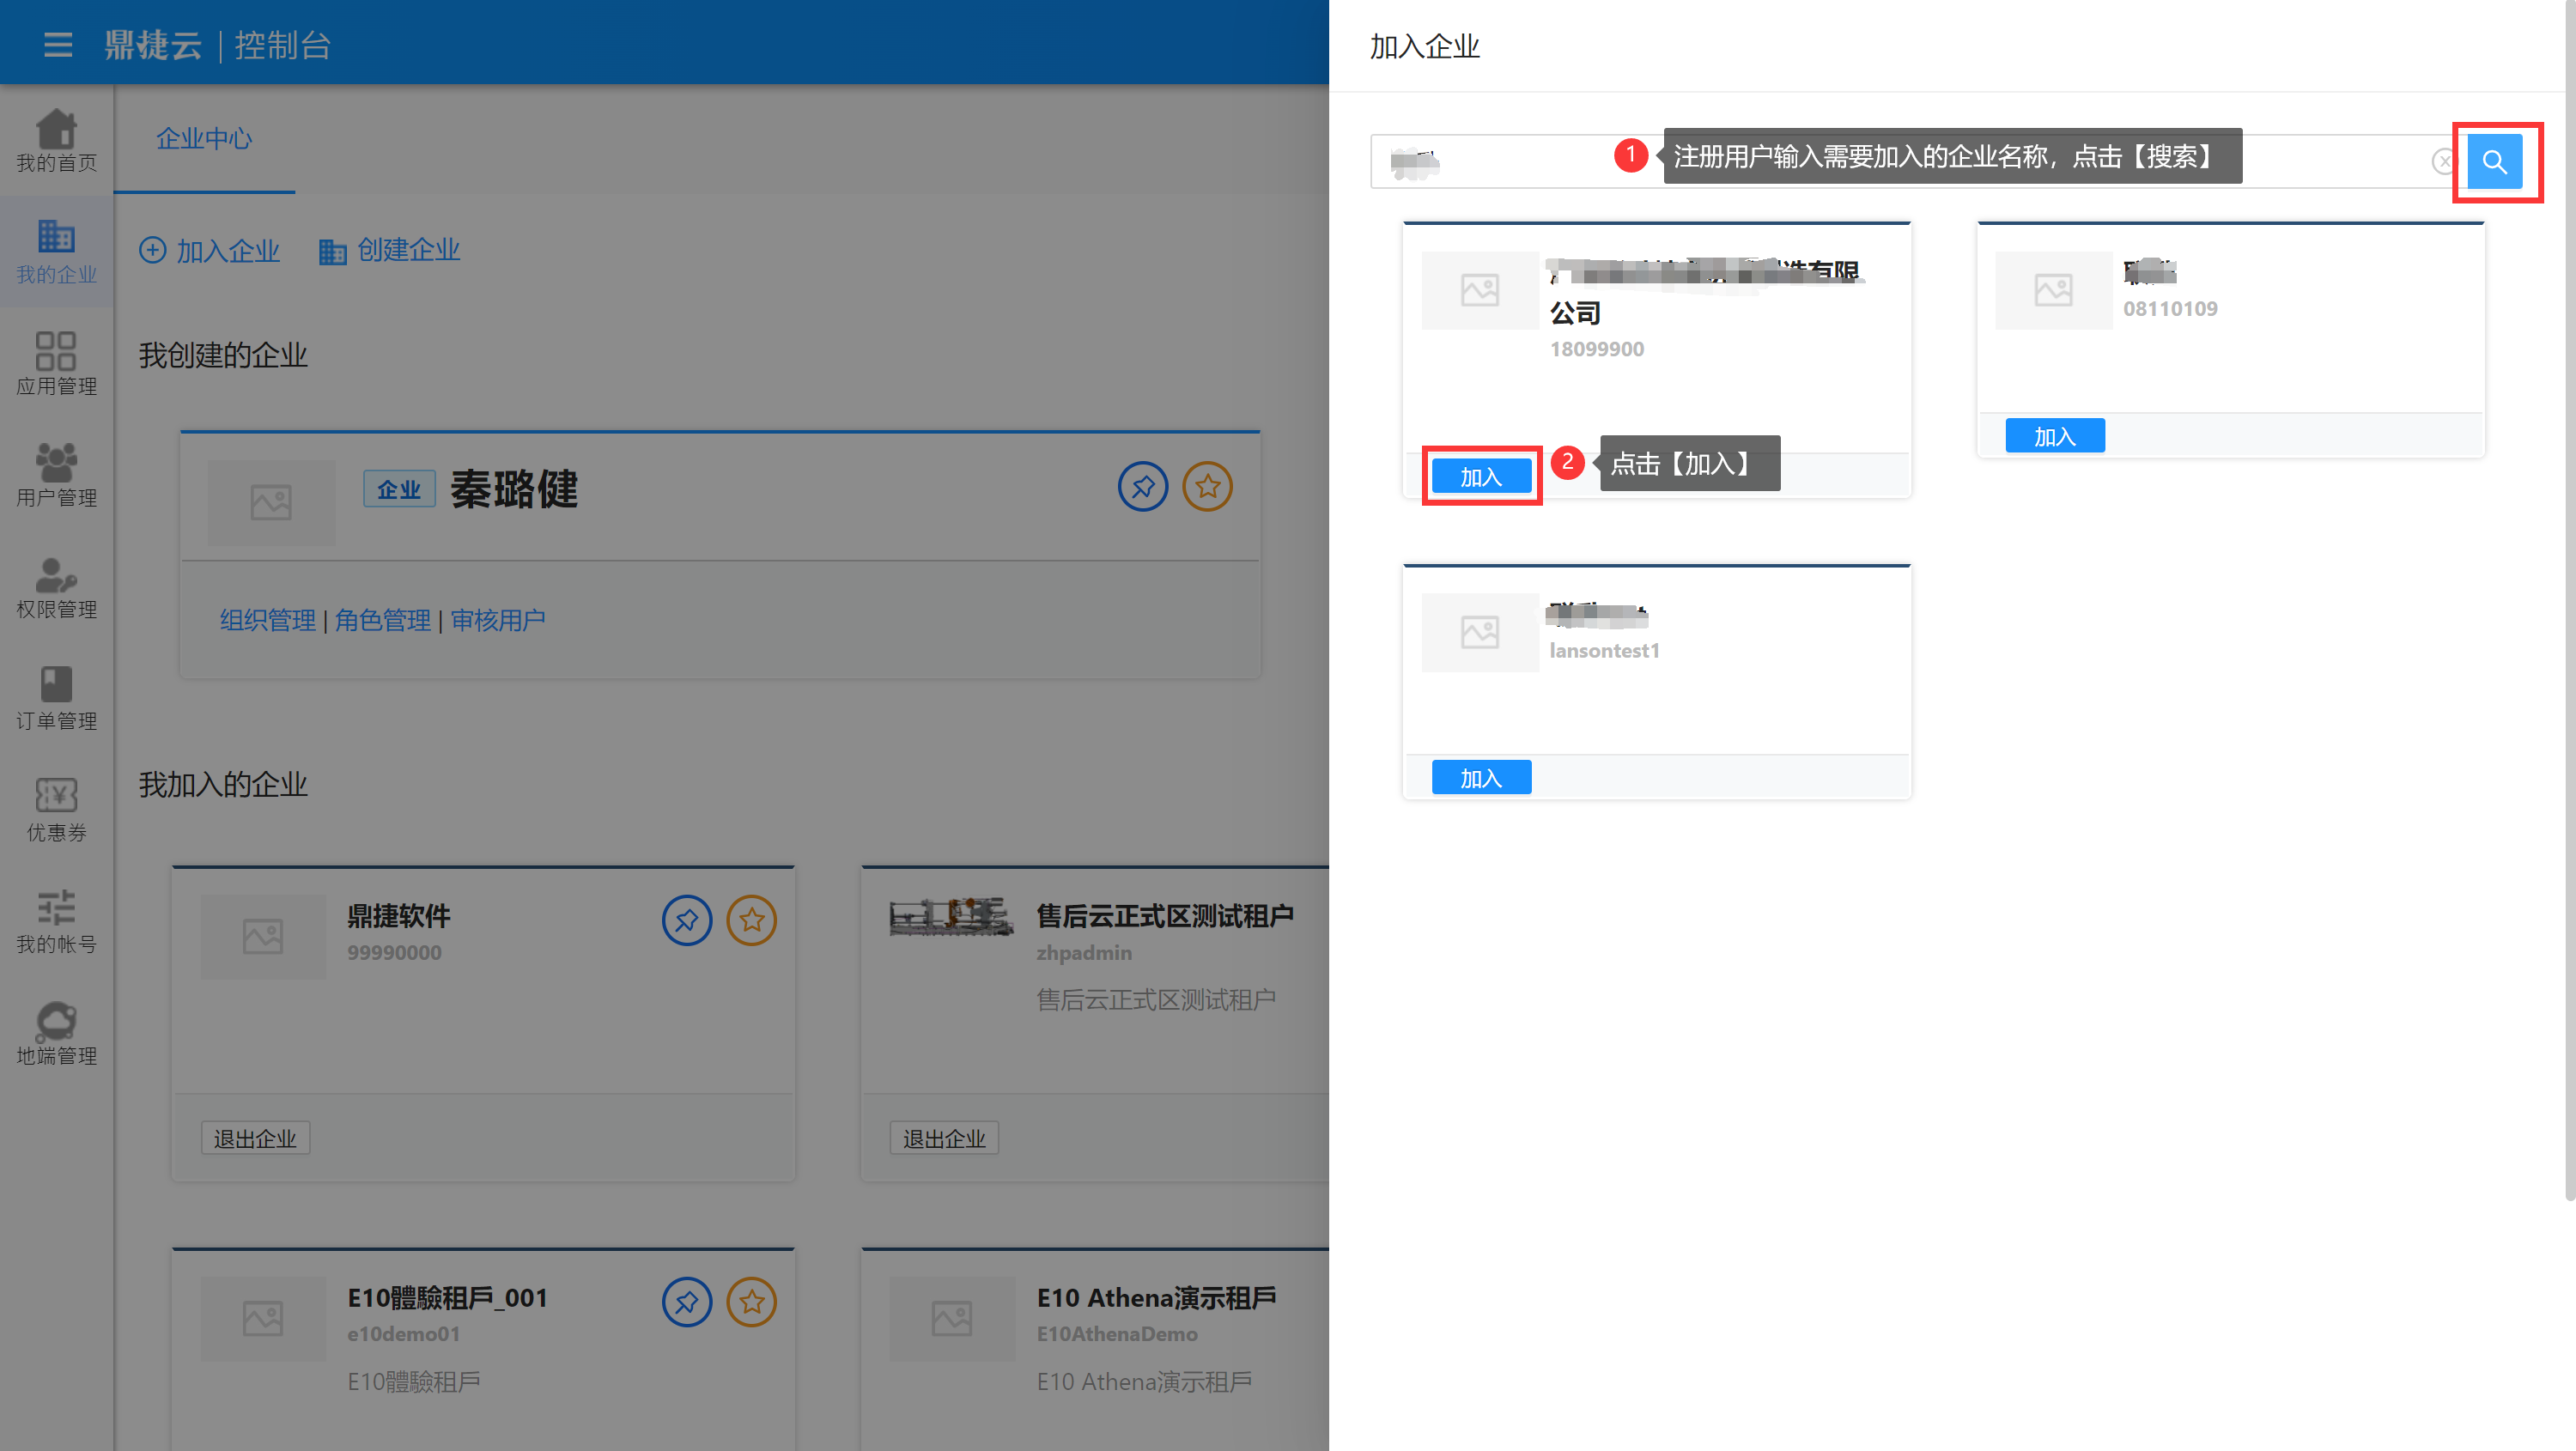 鼎捷云 | 控制台
我的首页
我的企业
应用管理
用户管理
权限管理
订单管理
优惠券
我的帐号
地端管理
企业中心
加入企业 创建企业
我创建的企业
企业 秦璐健
组织管理 | 角色管理 | 审核用户
我加入的企业
鼎捷软件
99990000
退出企业
售后云正式区测试租户
zhpadmin
售后云正式区测试租户
退出企业
E10體驗租戶_001
e10demo01
E10體驗租戶
E10 Athena演示租戶
E10AthenaDemo
E10 Athena演示租戶
加入企业
1 注册用户输入需要加入的企业名称，点击【搜索】
造有限
公司
18099900
加入
2 点击【加入】
08110109
加入
lansontest1
加入